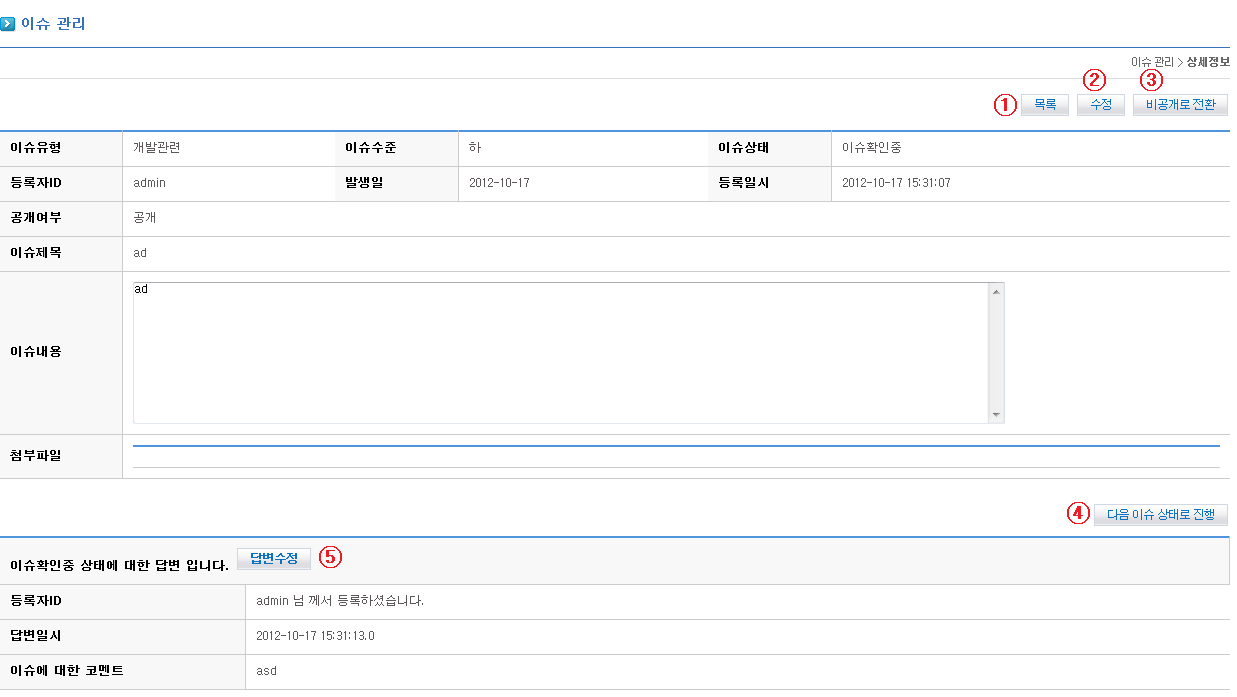 이슈 관리
이슈 관리 > 상세정보
② ③
① 목록 수정 비공개로 전환
이슈유형 개발관련 이슈수준 하 이슈상태 이슈확인중
등록자ID admin 발생일 2012-10-17 등록일시 2012-10-17 15:31:07
공개여부 공개
이슈제목 ad
이슈내용 ad
첨부파일
④ 다음 이슈 상태로 진행
이슈확인중 상태에 대한 답변 입니다. 답변수정 ⑤
등록자ID admin 님 께서 등록하셨습니다.
답변일시 2012-10-17 15:31:13.0
이슈에 대한 코멘트 asd